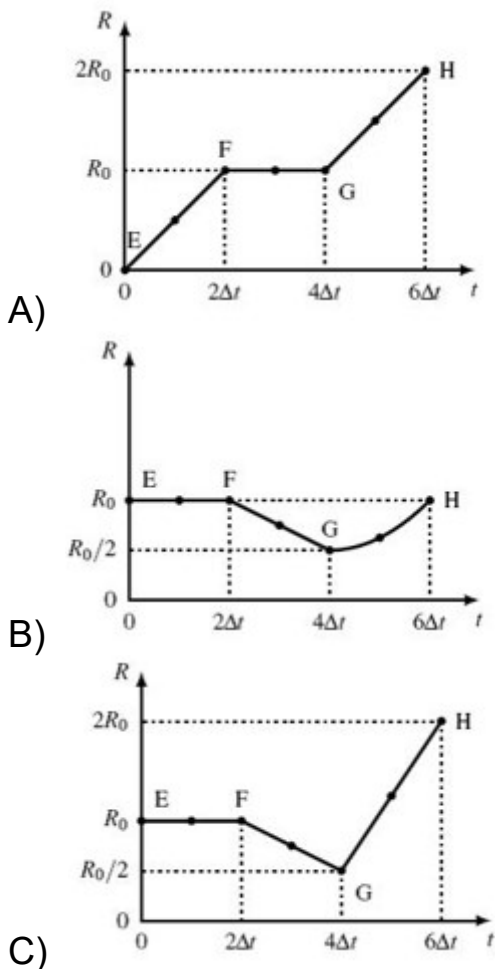 R
2R₀
H
F
R₀
G
E
0
0 2Δt 4Δt 6Δt t
A)
R
E F
R₀ H
G
R₀/2
0
0 2Δt 4Δt 6Δt t
B)
R
2R₀ H
E F
R₀
R₀/2
G
0
0 2Δt 4Δt 6Δt t
C)